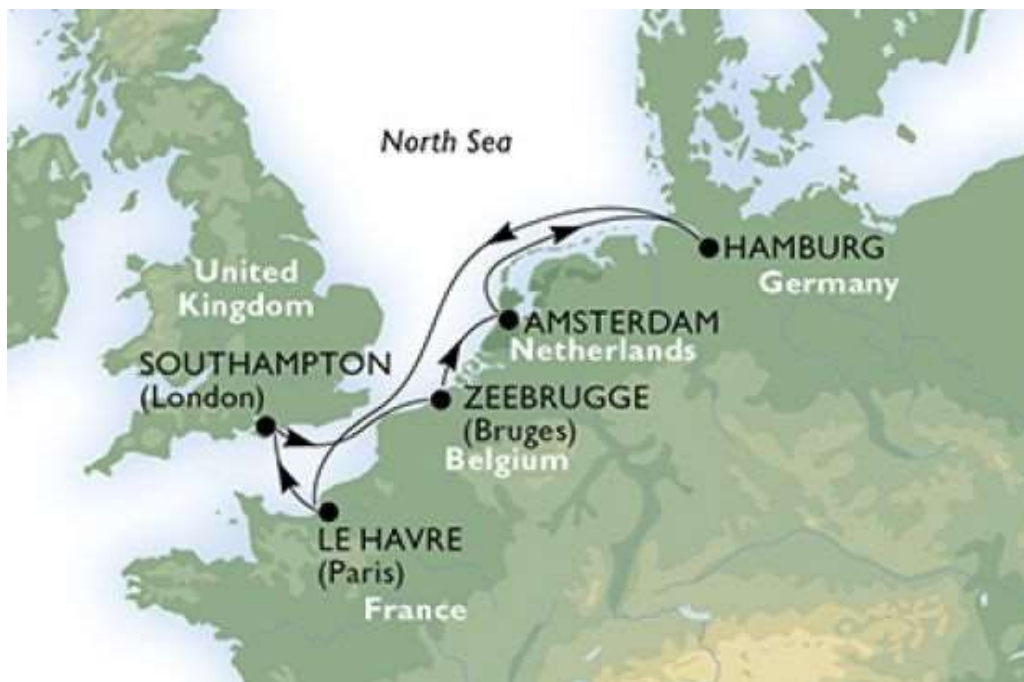 North Sea
HAMBURG
Germany
United
Kingdom
AMSTERDAM
Netherlands
SOUTHAMPTON
(London)
ZEEBRUGGE
(Bruges)
Belgium
LE HAVRE
(Paris)
France